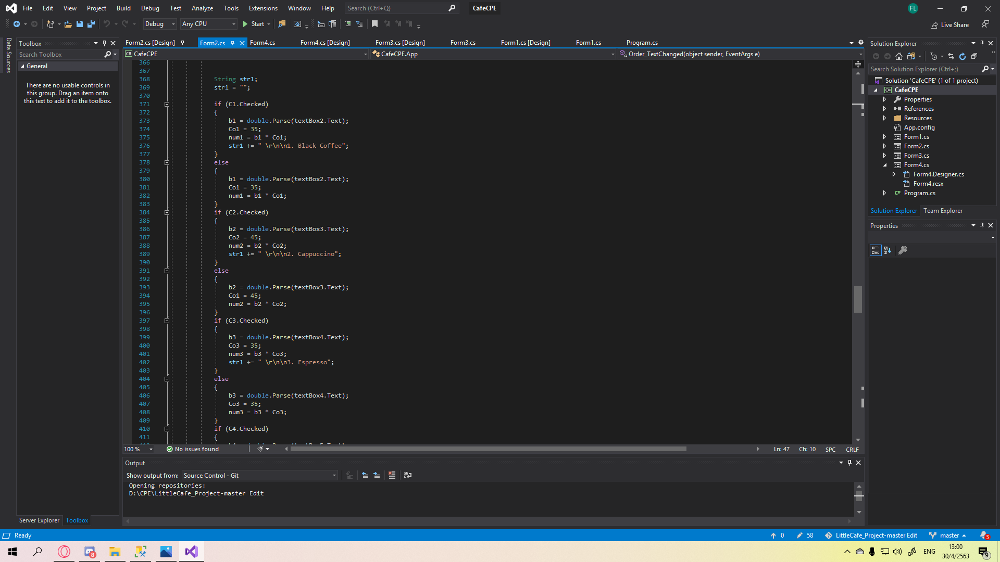 File Edit View Project Build Debug Test Analyze Tools Extensions Window Help Search (Ctrl+Q) CafeCPE FL
Debug Any CPU Start Live Share
Data Sources
Toolbox
Search Toolbox
General
There are no usable controls in
this group. Drag an item onto
this text to add it to the toolbox.
Server Explorer Toolbox
Form2.cs [Design] Form2.cs Form4.cs Form4.cs [Design] Form3.cs [Design] Form3.cs Form1.cs [Design] Form1.cs Program.cs
C# CafeCPE CafeCPE.App Order_TextChanged(object sender, EventArgs e)
366
367
368 String str1;
369 str1 = "";
370
371 if (C1.Checked)
372 {
373 b1 = double.Parse(textBox2.Text);
374 Co1 = 35;
375 num1 = b1 * Co1;
376 str1 += " \r\n\n1. Black Coffee";
377 }
378 else
379 {
380 b1 = double.Parse(textBox2.Text);
381 Co1 = 35;
382 num1 = b1 * Co1;
383 }
384 if (C2.Checked)
385 {
386 b2 = double.Parse(textBox3.Text);
387 Co2 = 45;
388 num2 = b2 * Co2;
389 str1 += " \r\n\n2. Cappuccino";
390 }
391 else
392 {
393 b2 = double.Parse(textBox3.Text);
394 Co1 = 45;
395 num2 = b2 * Co2;
396 }
397 if (C3.Checked)
398 {
399 b3 = double.Parse(textBox4.Text);
400 Co3 = 35;
401 num3 = b3 * Co3;
402 str1 += " \r\n\n3. Espresso";
403 }
404 else
405 {
406 b3 = double.Parse(textBox4.Text);
407 Co3 = 35;
408 num3 = b3 * Co3;
409 }
410 if (C4.Checked)
411 {
100 % No issues found Ln: 47 Ch: 10 SPC CRLF
Output
Show output from: Source Control - Git
Opening repositories:
D:\CPE\LittleCafe_Project-master Edit
Solution Explorer
Search Solution Explorer (Ctrl+;)
Solution 'CafeCPE' (1 of 1 project)
C# CafeCPE
Properties
References
Resources
App.config
Form1.cs
Form2.cs
Form3.cs
Form4.cs
Form4.Designer.cs
Form4.resx
C# Program.cs
Solution Explorer Team Explorer
Properties
Ready 0 58 LittleCafe_Project-master Edit master 3
8 ENG 13:00
30/4/2563 9